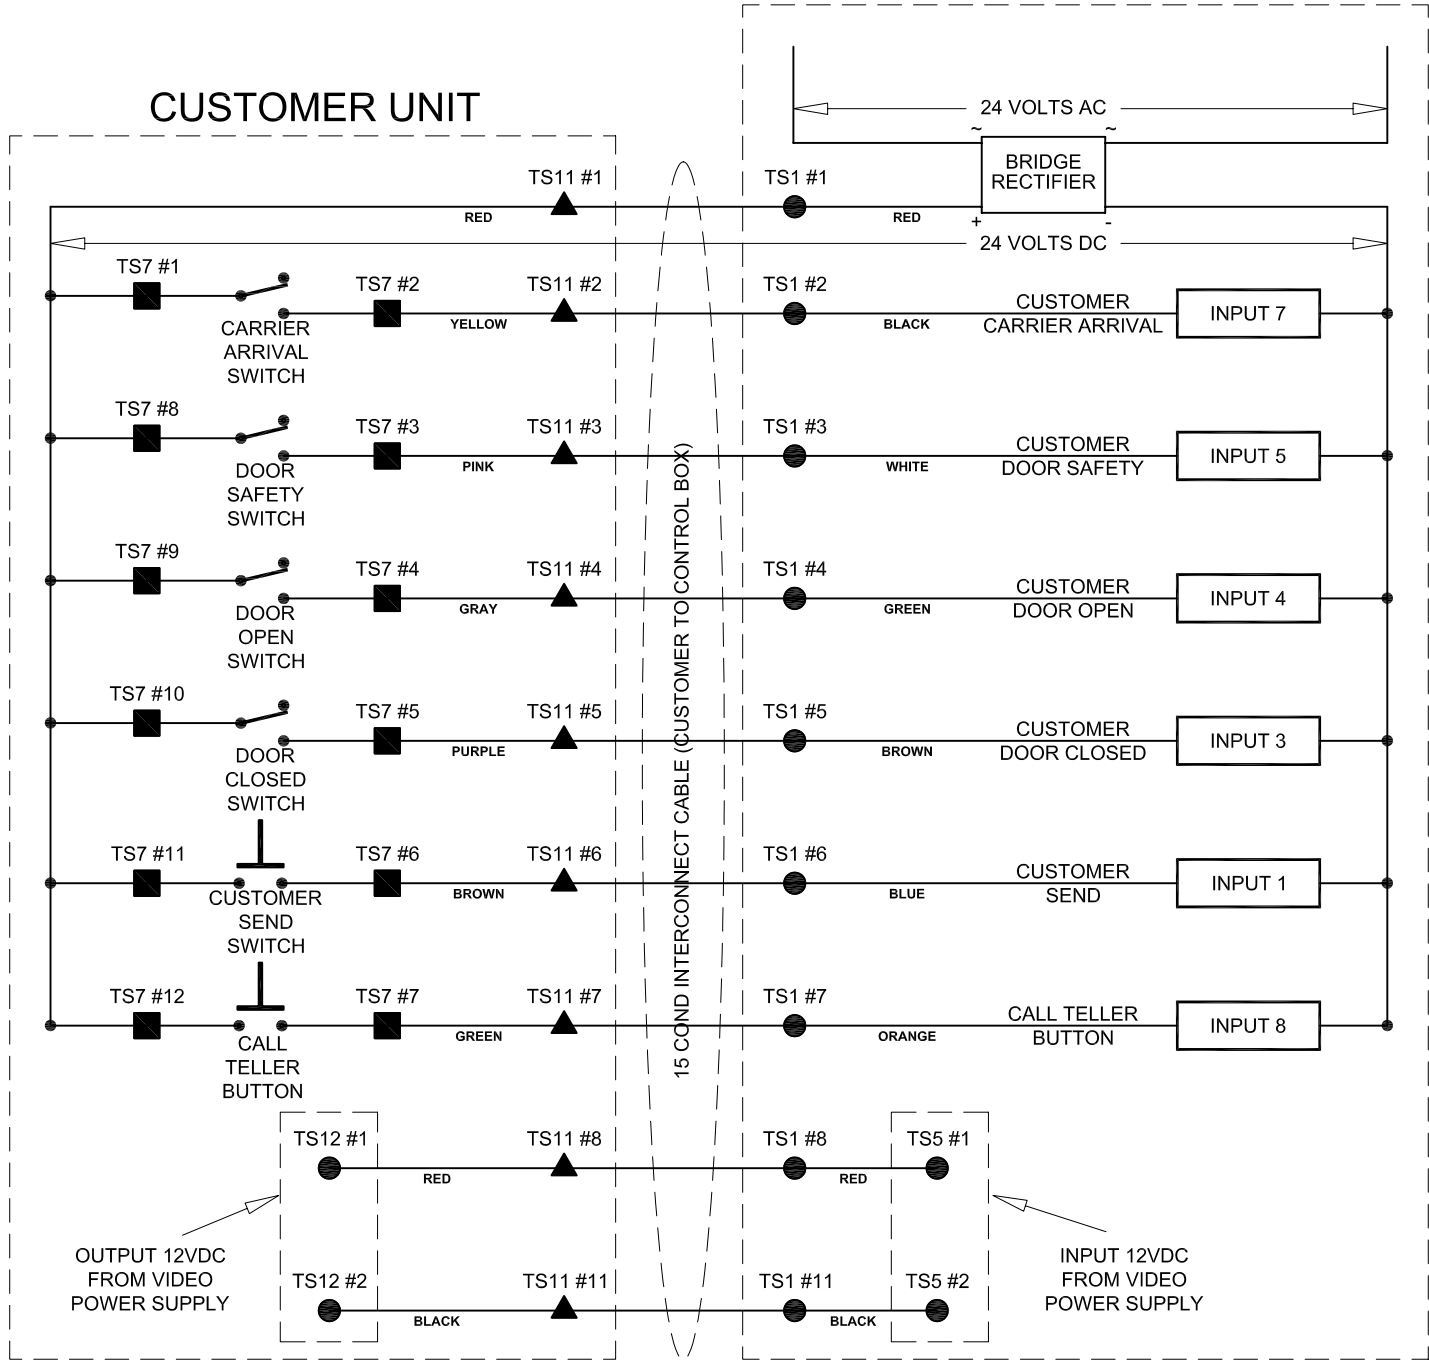 CUSTOMER UNIT
24 VOLTS AC
~ ~
BRIDGE
RECTIFIER
+ -
TS11 #1
TS1 #1
RED
RED
24 VOLTS DC
TS7 #1
TS7 #2
TS11 #2
TS1 #2
CUSTOMER
CARRIER ARRIVAL
INPUT 7
YELLOW
BLACK
CARRIER
ARRIVAL
SWITCH
TS7 #8
TS7 #3
TS11 #3
TS1 #3
CUSTOMER
DOOR SAFETY
INPUT 5
PINK
WHITE
DOOR
SAFETY
SWITCH
TS7 #9
TS7 #4
TS11 #4
TS1 #4
CUSTOMER
DOOR OPEN
INPUT 4
GRAY
GREEN
DOOR
OPEN
SWITCH
TS7 #10
TS7 #5
TS11 #5
TS1 #5
CUSTOMER
DOOR CLOSED
INPUT 3
PURPLE
BROWN
DOOR
CLOSED
SWITCH
TS7 #11
TS7 #6
TS11 #6
TS1 #6
CUSTOMER
SEND
INPUT 1
BROWN
BLUE
CUSTOMER
SEND
SWITCH
TS7 #12
TS7 #7
TS11 #7
TS1 #7
CALL TELLER
BUTTON
INPUT 8
GREEN
ORANGE
CALL
TELLER
BUTTON
15 COND INTERCONNECT CABLE (CUSTOMER TO CONTROL BOX)
TS12 #1
TS11 #8
TS1 #8
TS5 #1
RED
RED
OUTPUT 12VDC
FROM VIDEO
POWER SUPPLY
INPUT 12VDC
FROM VIDEO
POWER SUPPLY
TS12 #2
TS11 #11
TS1 #11
TS5 #2
BLACK
BLACK